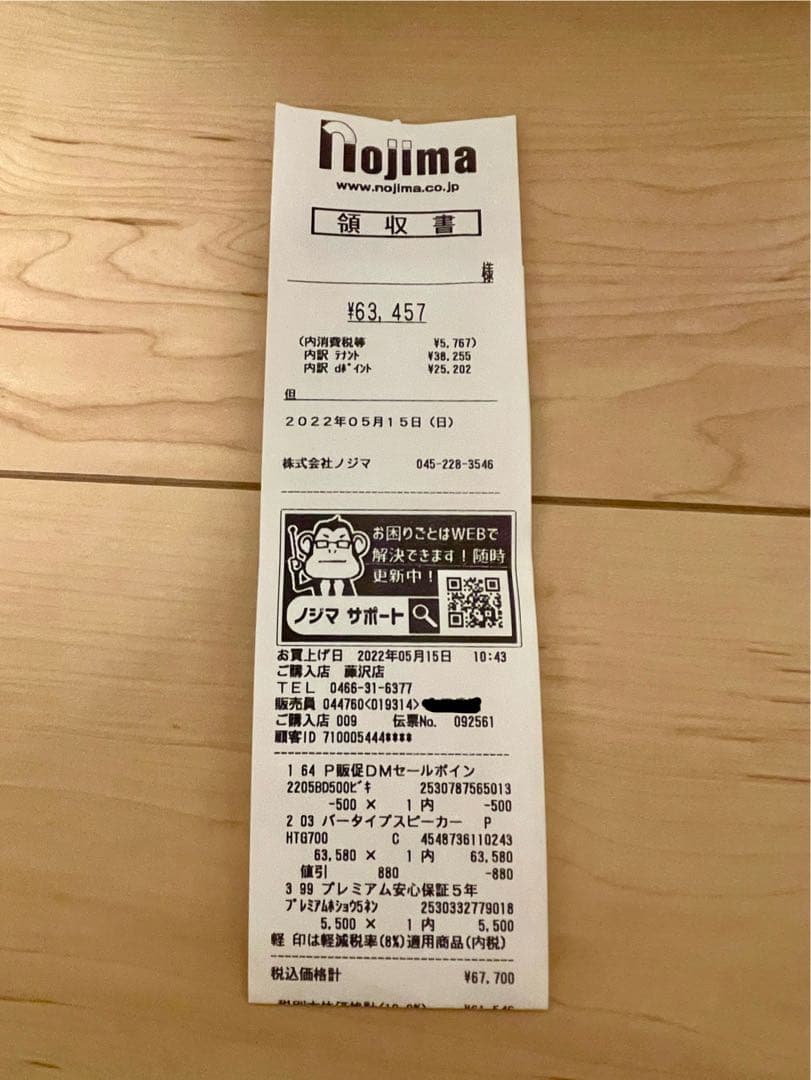 nojima
www.nojima.co.jp
領収書
様
¥63,457
(内消費税等 ¥5,767)
内訳 テナント ¥38,255
内訳 dポイント ¥25,202
但
2022年05月15日(日)
株式会社ノジマ 045-228-3546
お困りごとはWEBで
解決できます!随時
更新中!
ノジマ サポート
お買上げ日 2022年05月15日 10:43
ご購入店 藤沢店
TEL 0466-31-6377
販売員 044760<019314>
ご購入店 009 伝票No. 092561
顧客ID 710005444****
1 64 P販促DMセールポイン
2205BD500ビキ 2530787565013
-500 × 1 内 -500
2 03 バータイプスピーカー P
HTG700 C 4548736110243
63,580 × 1 内 63,580
値引 880 -880
3 99 プレミアム安心保証5年
プレミアムホショウ5ネン 2530332779018
5,500 × 1 内 5,500
軽 印は軽減税率(8%)適用商品(内税)
税込価格計 ¥67,700